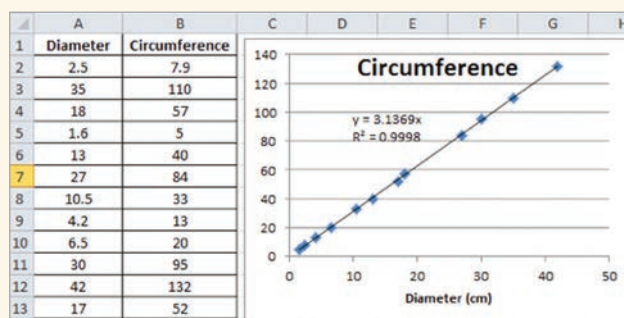 A B C D E F G H
1 Diameter Circumference
2 2.5 7.9
3 35 110
4 18 57
5 1.6 5
6 13 40
7 27 84
8 10.5 33
9 4.2 13
10 6.5 20
11 30 95
12 42 132
13 17 52
Circumference
y = 3.1369x
R² = 0.9998
140
120
100
80
60
40
20
0
0 10 20 30 40 50
Diameter (cm)